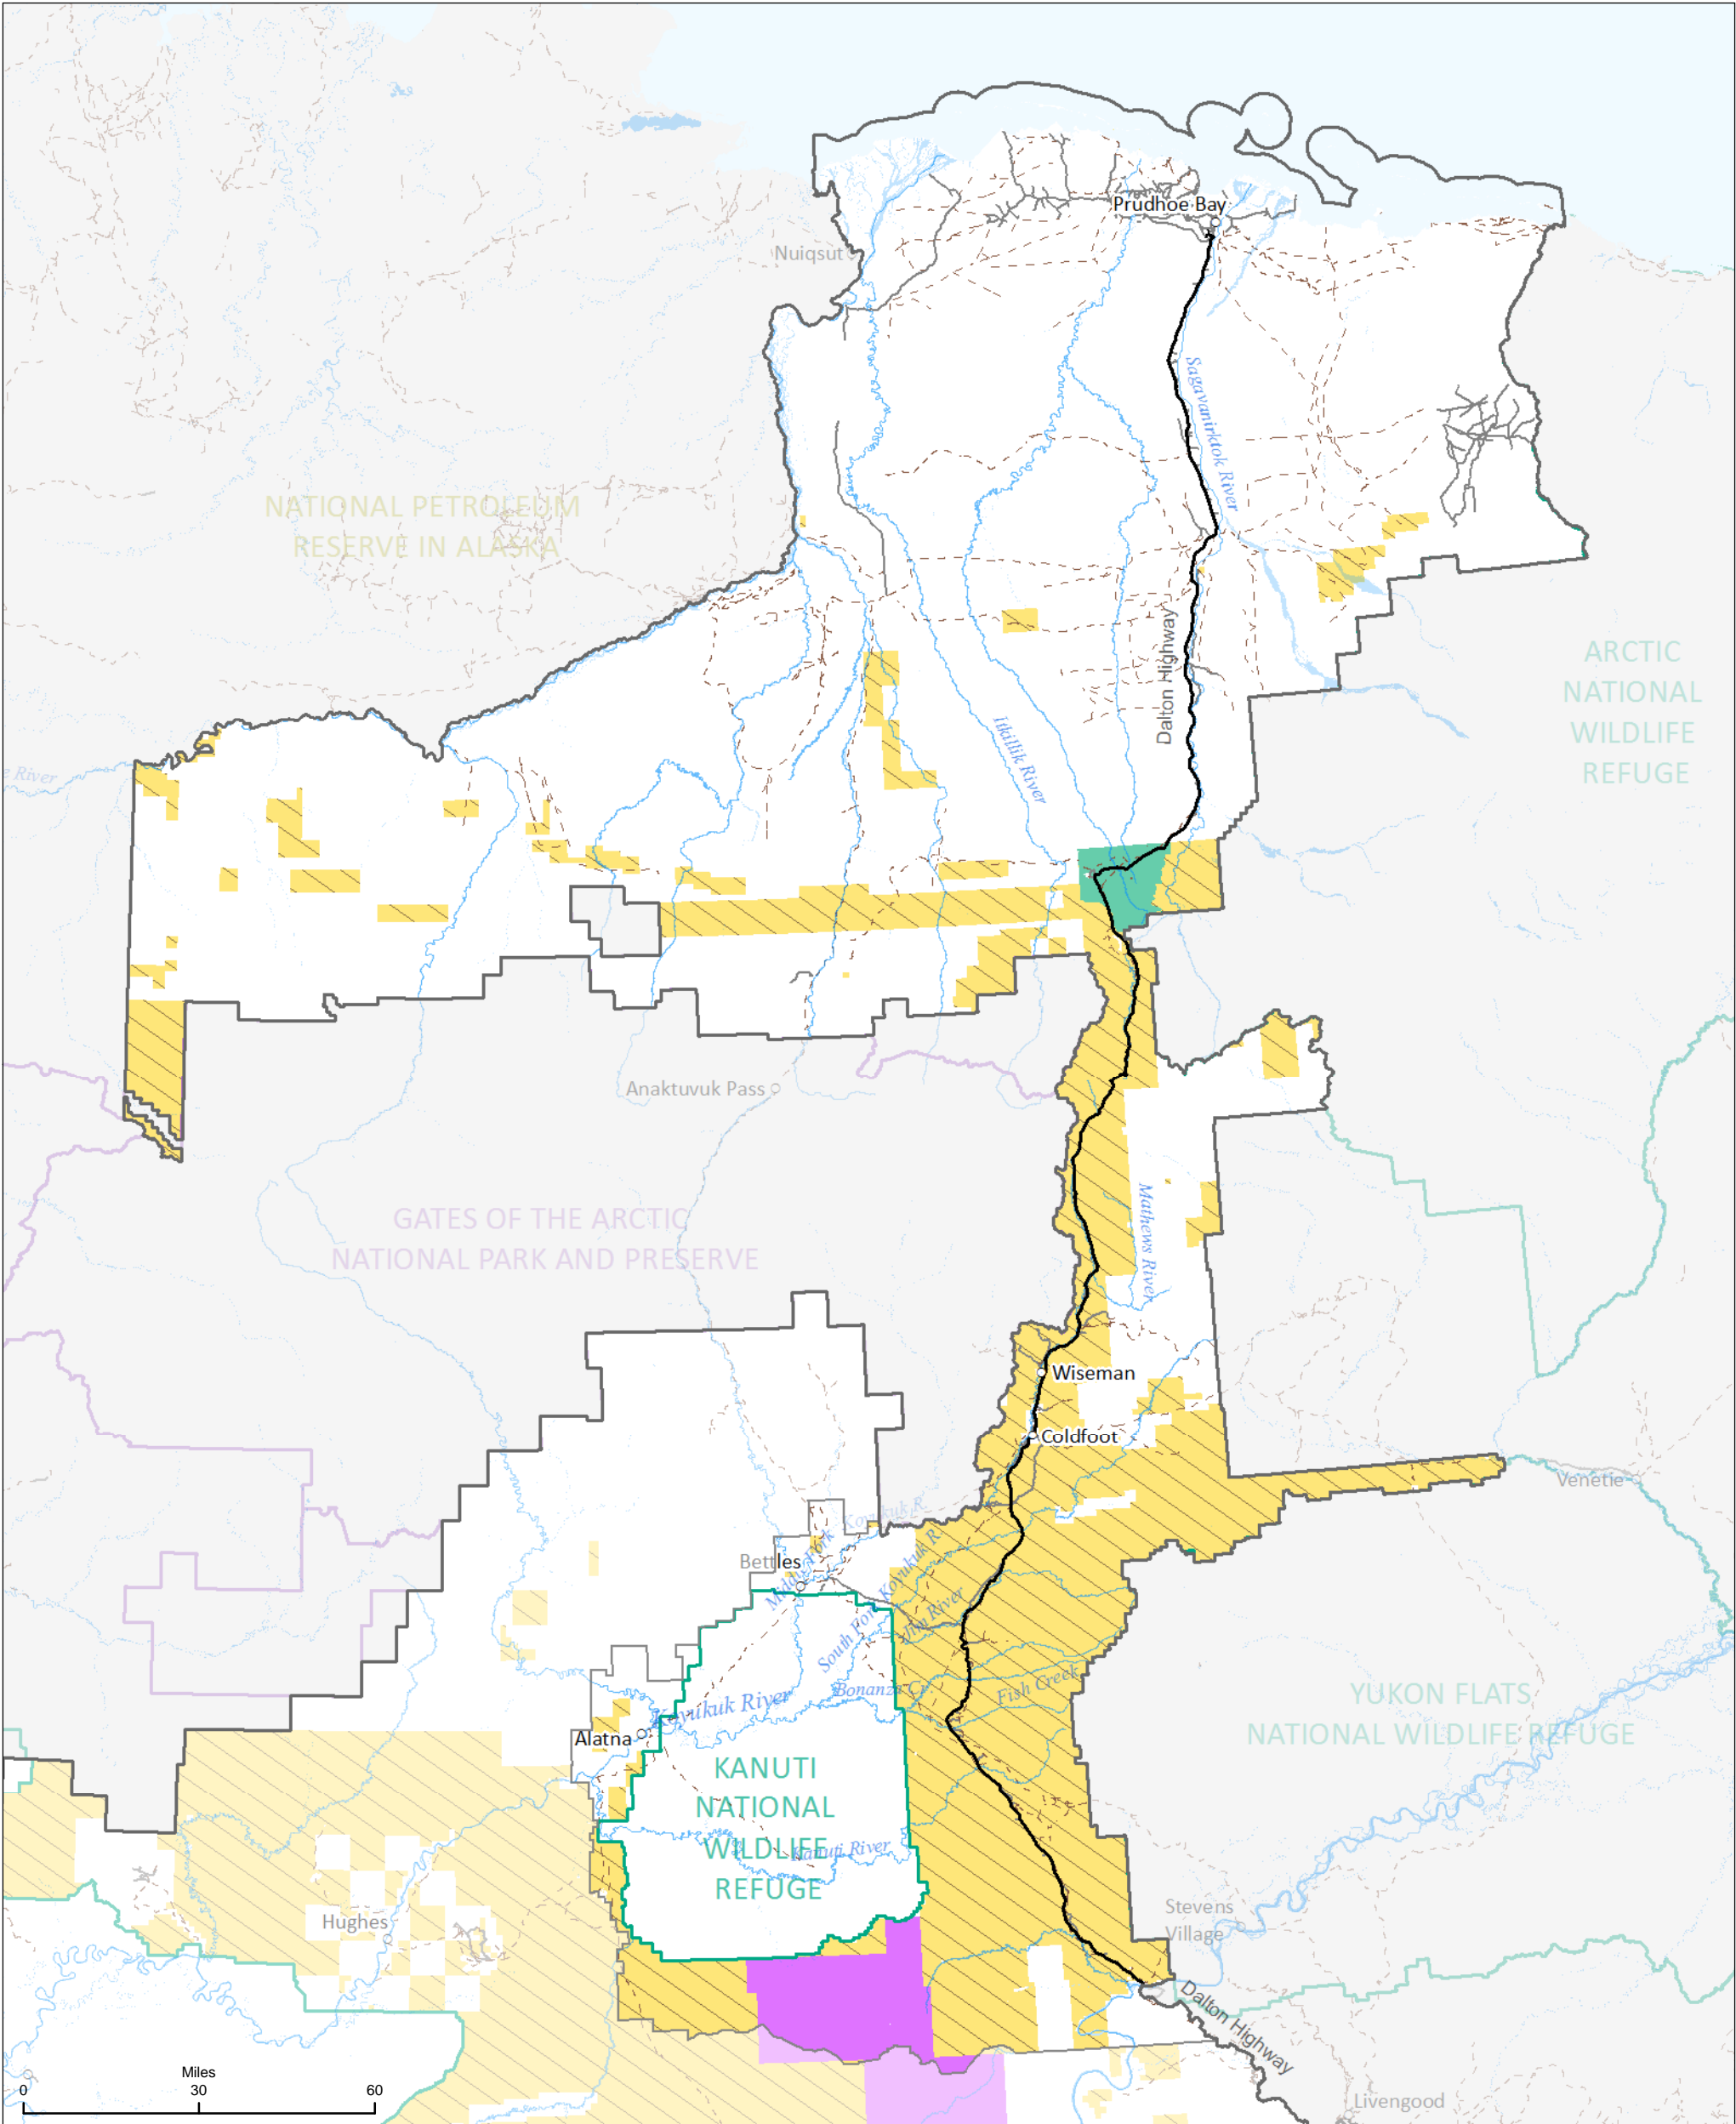 Prudhoe Bay
Nuiqsut
Sagavanirktok River
NATIONAL PETROLEUM
RESERVE IN ALASKA
Dalton Highway
ARCTIC
NATIONAL
WILDLIFE
REFUGE
Itkillik River
e River
Anaktuvuk Pass
Mathews River
GATES OF THE ARCTIC
NATIONAL PARK AND PRESERVE
Wiseman
Coldfoot
Venetie
Koyukuk R.
Middle Fork
Bettles
South Fork Koyukuk R.
Jim River
Bonanza Cr.
Fish Creek
Koyukuk River
Alatna
YUKON FLATS
NATIONAL WILDLIFE REFUGE
KANUTI
NATIONAL
WILDLIFE
REFUGE
Kanuti River
Hughes
Stevens
Village
Dalton Highway
Livengood
Miles
0 30 60